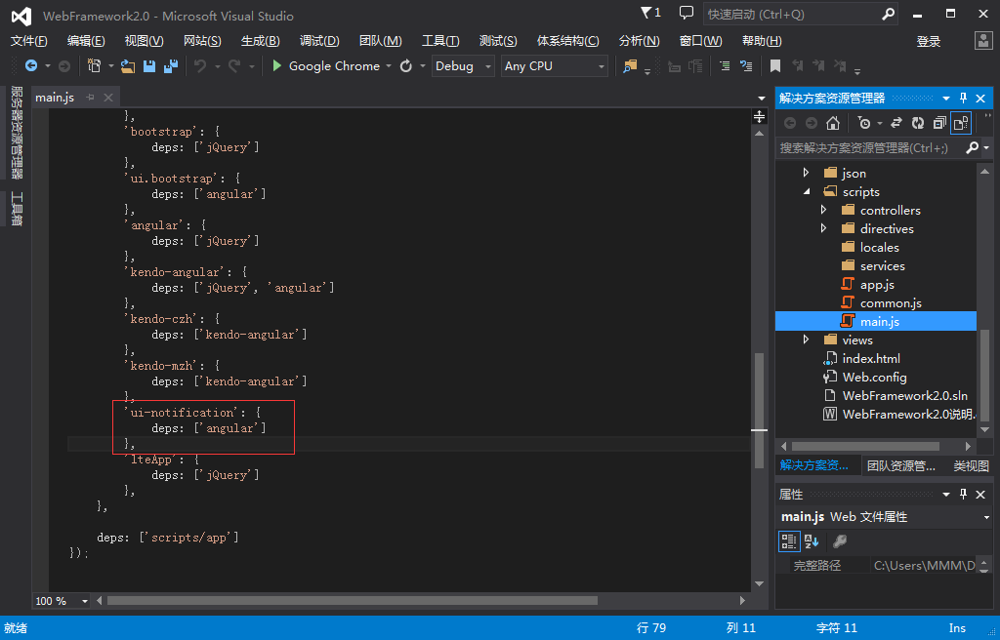 WebFramework2.0 - Microsoft Visual Studio
1
快速启动 (Ctrl+Q)
文件(F) 编辑(E) 视图(V) 网站(S) 生成(B) 调试(D) 团队(M) 工具(T) 测试(S) 体系结构(C) 分析(N) 窗口(W) 帮助(H) 登录
Google Chrome Debug Any CPU
服务器资源管理器
工具箱
main.js
},
'bootstrap': {
deps: ['jQuery']
},
'ui.bootstrap': {
deps: ['angular']
},
'angular': {
deps: ['jQuery']
},
'kendo-angular': {
deps: ['jQuery', 'angular']
},
'kendo-czh': {
deps: ['kendo-angular']
},
'kendo-mzh': {
deps: ['kendo-angular']
},
'ui-notification': {
deps: ['angular']
},
'lteApp': {
deps: ['jQuery']
},
},
deps: ['scripts/app']
});
100 %
解决方案资源管理器
搜索解决方案资源管理器(Ctrl+;)
json
scripts
controllers
directives
locales
services
app.js
common.js
main.js
views
index.html
Web.config
WebFramework2.0.sln
WebFramework2.0说明.
解决方案资... 团队资源管... 类视图
属性
main.js Web 文件属性
完整路径 C:\Users\MMM\D
就绪 行 79 列 11 字符 11 Ins